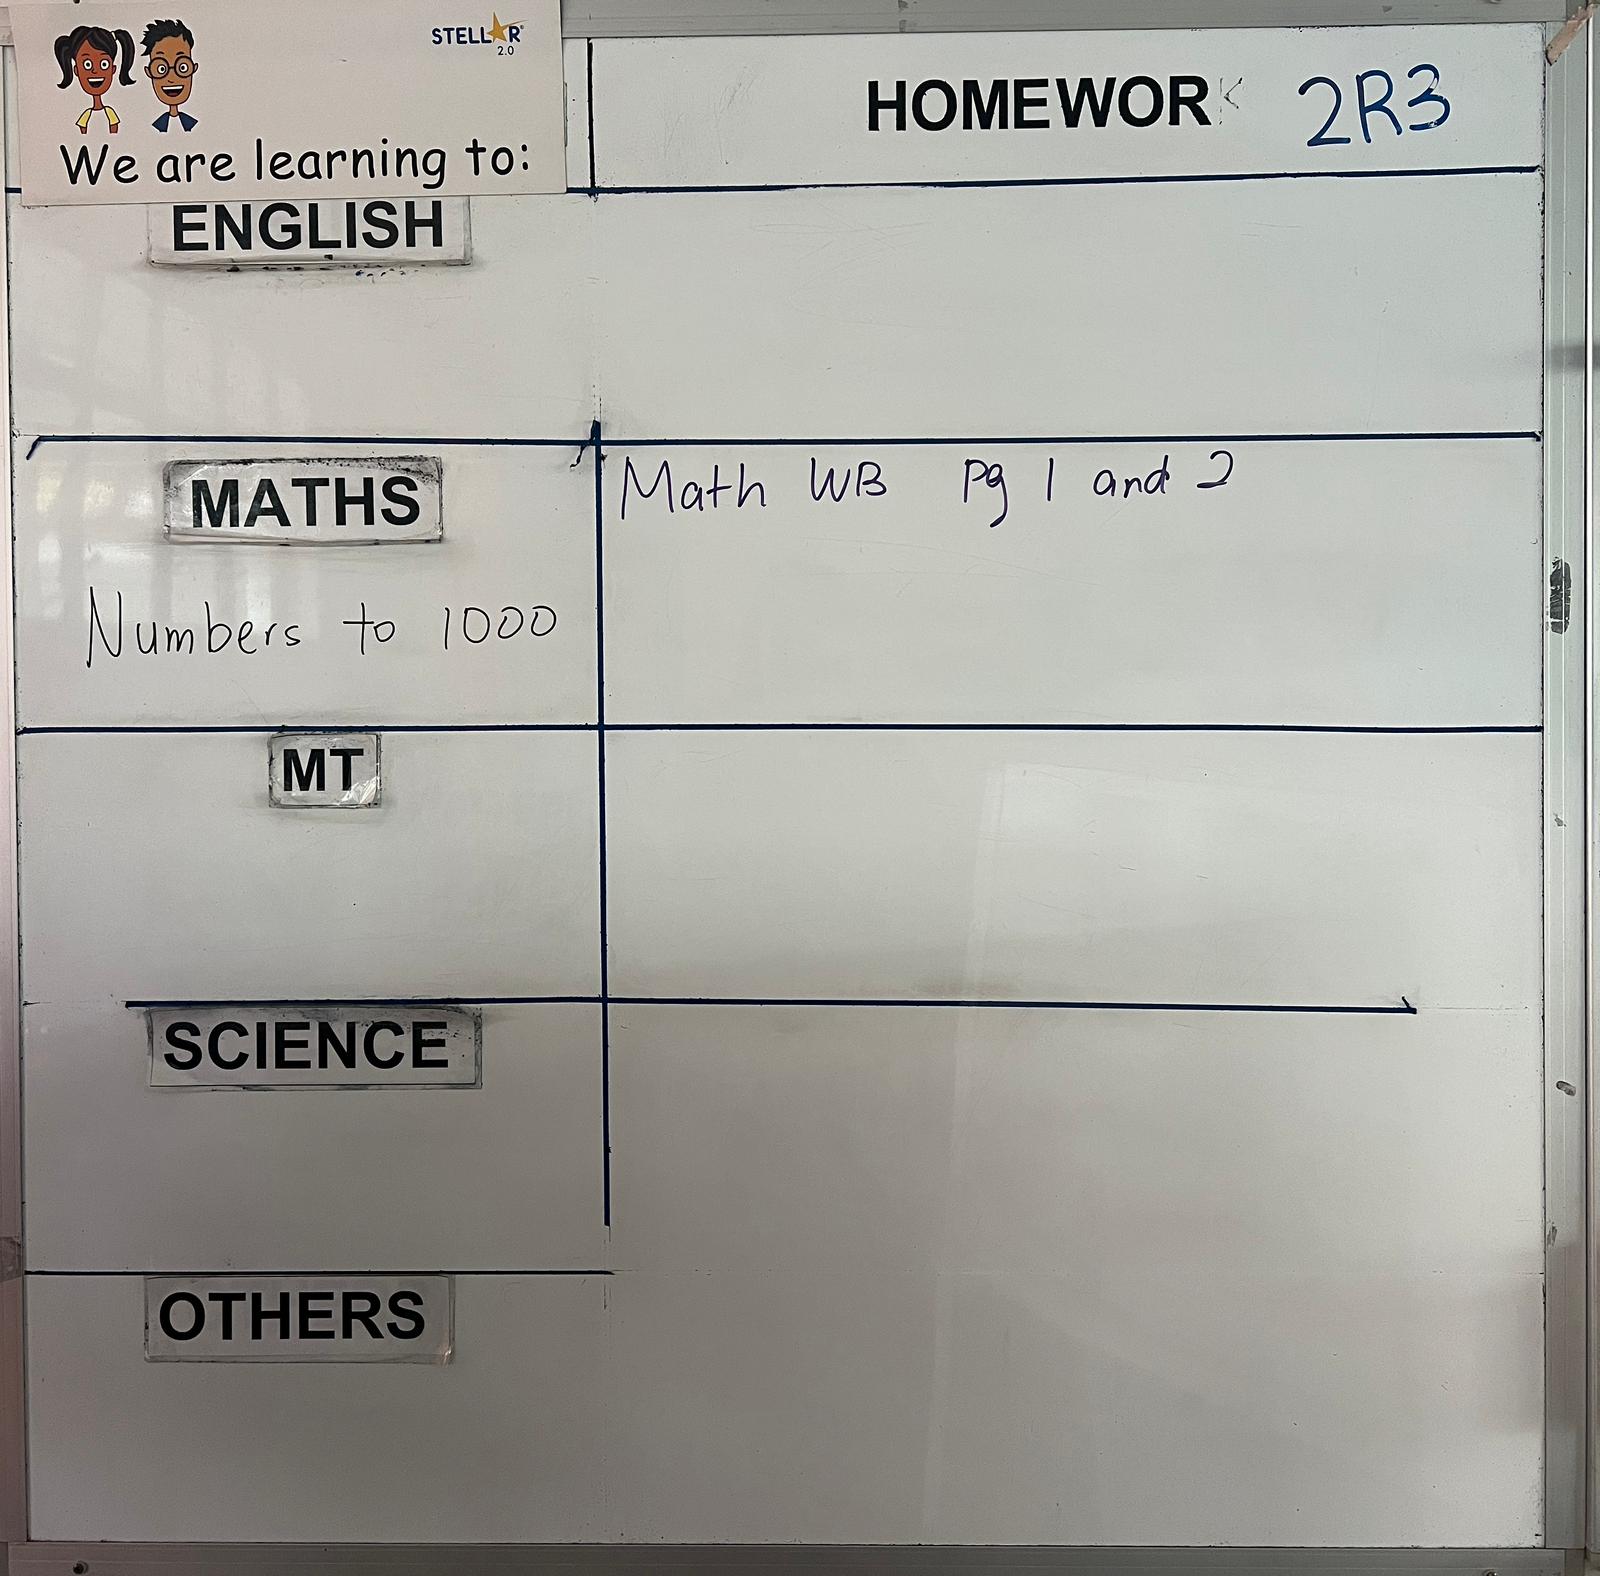 STELLAR
2.0
We are learning to:
HOMEWORK 2R3
ENGLISH
MATHS
Math WB Pg 1 and 2
Numbers to 1000
MT
SCIENCE
OTHERS